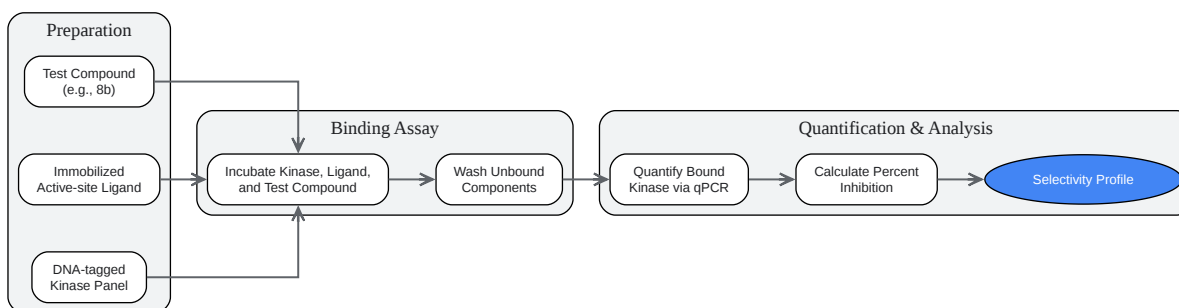 Preparation
Test Compound
(e.g., 8b)
Immobilized
Active-site Ligand
DNA-tagged
Kinase Panel
Binding Assay
Incubate Kinase, Ligand,
and Test Compound
Wash Unbound
Components
Quantification & Analysis
Quantify Bound
Kinase via qPCR
Calculate Percent
Inhibition
Selectivity Profile